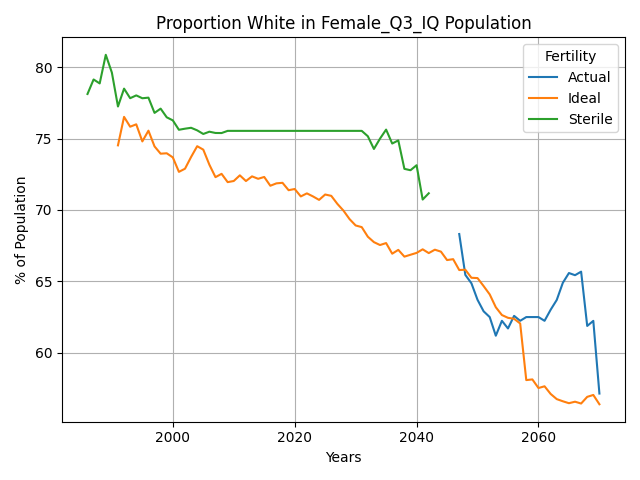 Proportion White in Female_Q3_IQ Population
% of Population
80
75
70
65
60
Fertility
Actual
Ideal
Sterile
2000 2020 2040 2060
Years